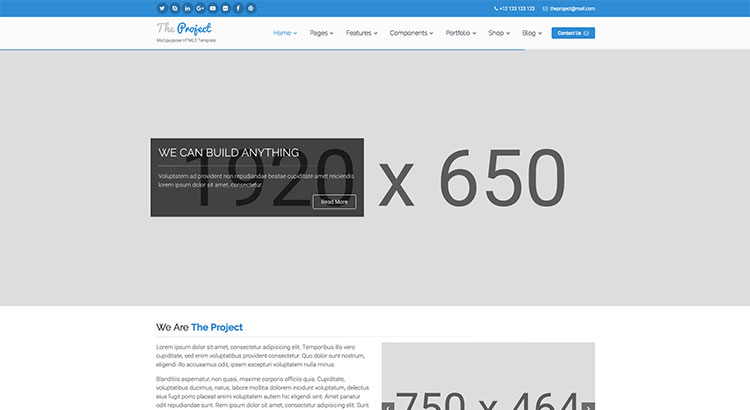 +12 123 123 123 theproject@mail.com
The Project
Multipurpose HTML5 Template
Home Pages Features Components Portfolio Shop Blog Contact Us
1920 x 650
WE CAN BUILD ANYTHING
Voluptatem ad provident non repudiandae beatae cupiditate amet reiciendis
lorem ipsum dolor sit amet, consectetur.
Read More
We Are The Project
Lorem ipsum dolor sit amet, consectetur adipisicing elit. Temporibus illo vero
cupiditate, sed enim voluptatibus provident consectetur. Quo dolor sunt nostrum,
eligendi illo accusamus odit, ipsam exceptun voluptatem nulla minima.
Blanditiis aspernatur, non quasi, maxime corporis officiis quia. Cupiditate,
voluptatibus ducimus, natus, labore mollitia dolorem incidunt voluptatum, delectus
eius fugit porro placeat animi voluptatem autem hic eligendi sint. Amet pariatur
odit repudiandae sunt. Rem ipsum dolor sit amet, consectetur adipisicing elit. Sunt
750 x 464